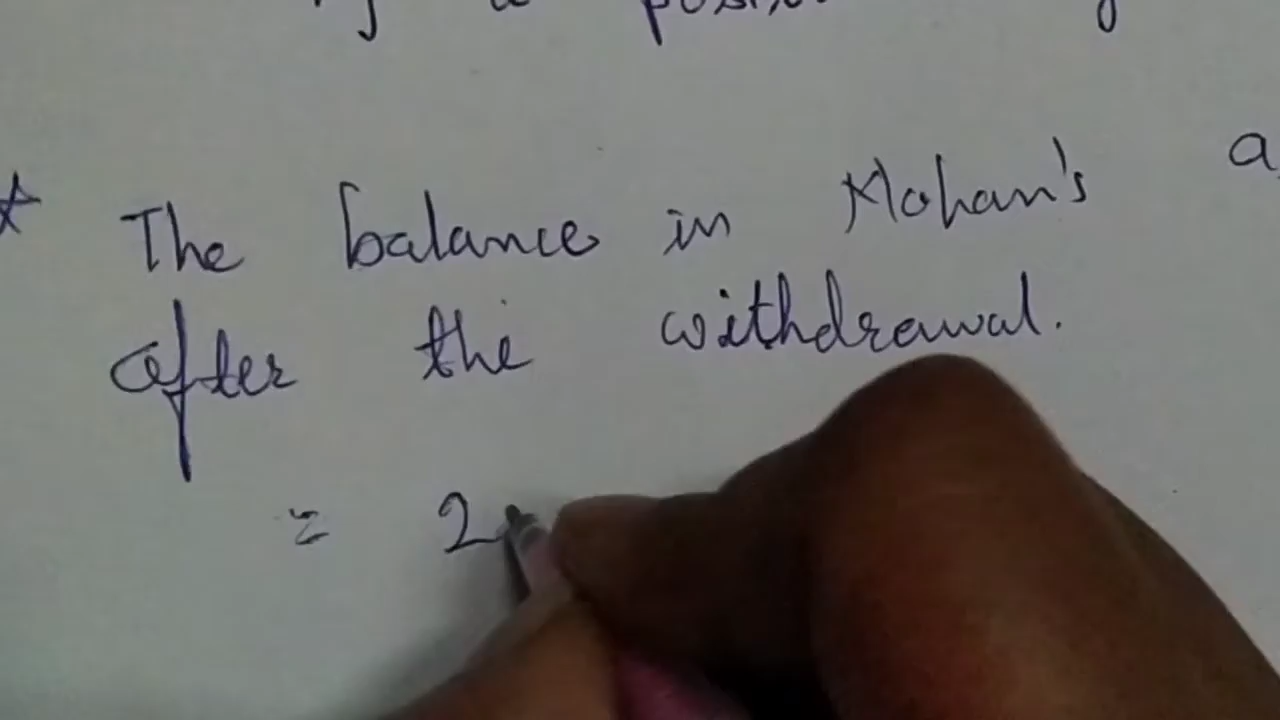 * The balance in Mohan's a
after the withdrawal.
= 2